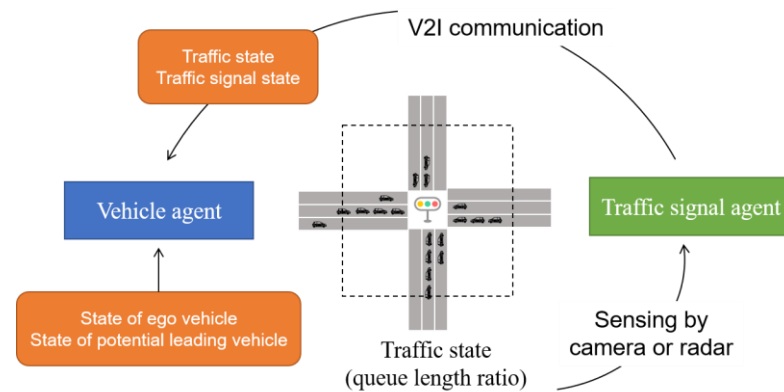 V2I communication
Traffic state
Traffic signal state
Vehicle agent
Traffic signal agent
State of ego vehicle
State of potential leading vehicle
Traffic state
(queue length ratio)
Sensing by
camera or radar